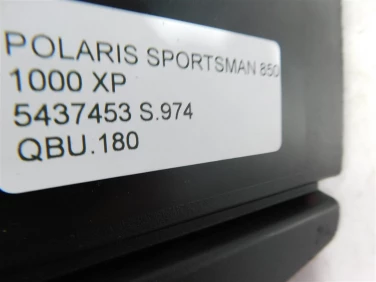 POLARIS SPORTSMAN 850
1000 XP
5437453 S.974
QBU.180